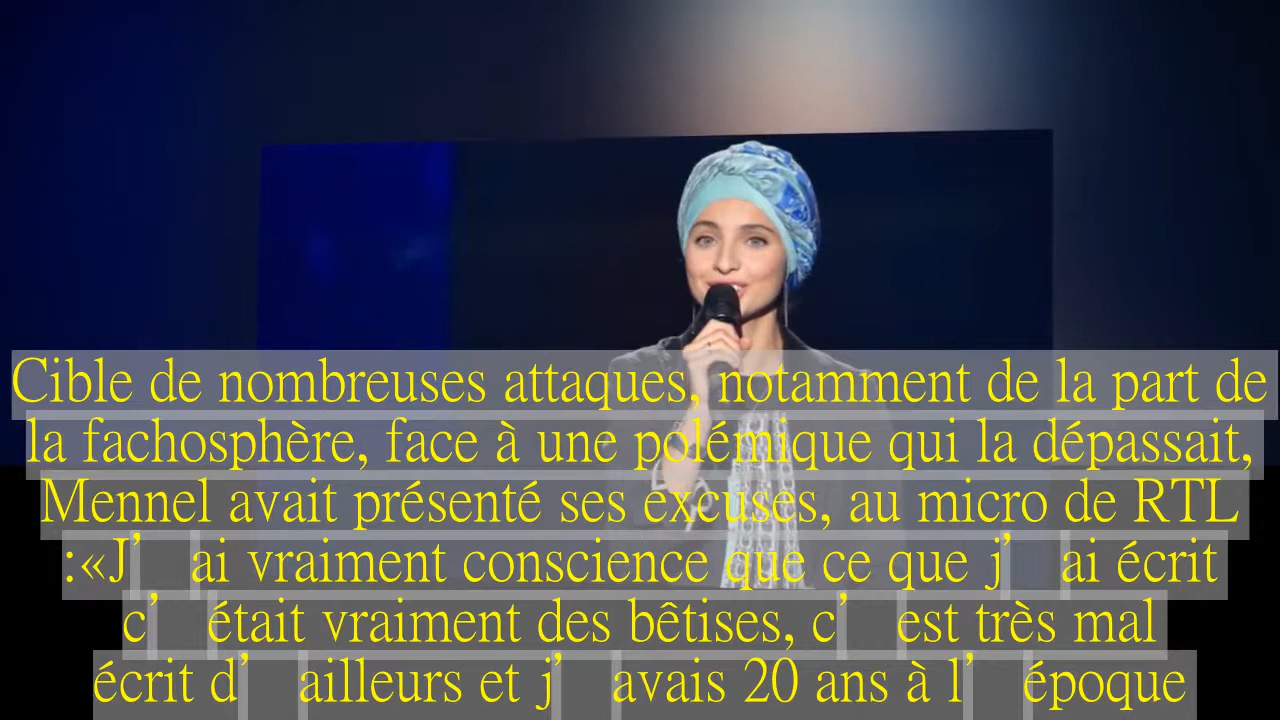 Cible de nombreuses attaques, notamment de la part de
la fachosphère, face à une polémique qui la dépassait,
Mennel avait présenté ses excuses, au micro de RTL
:«J’ ai vraiment conscience que ce que j’ ai écrit
c’ était vraiment des bêtises, c’ est très mal
écrit d’ ailleurs et j’ avais 20 ans à l’ époque